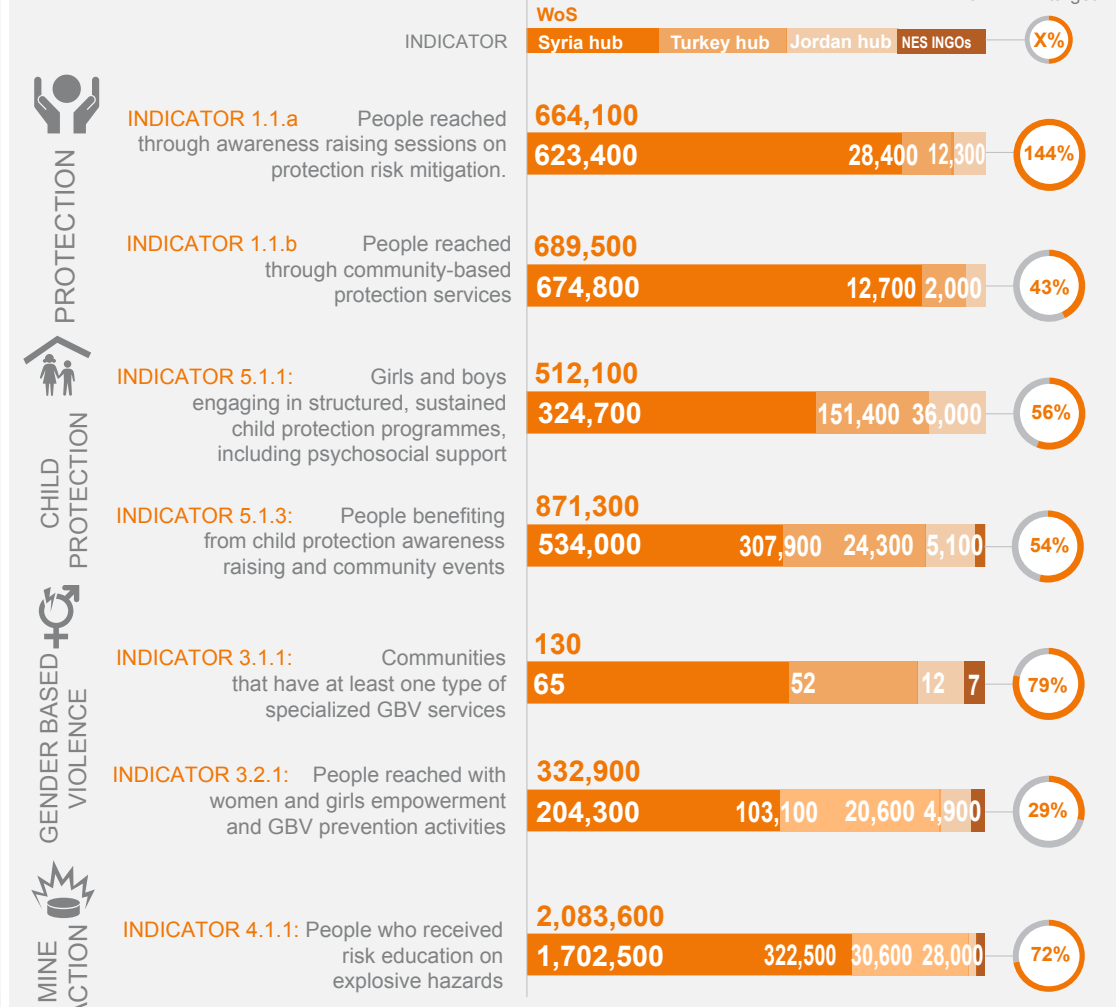 WoS
INDICATOR
Syria hub Turkey hub Jordan hub NES INGOs
X%
PROTECTION
INDICATOR 1.1.a People reached
through awareness raising sessions on
protection risk mitigation.
664,100
623,400 28,400 12,300
144%
INDICATOR 1.1.b People reached
through community-based
protection services
689,500
674,800 12,700 2,000
43%
CHILD
PROTECTION
INDICATOR 5.1.1: Girls and boys
engaging in structured, sustained
child protection programmes,
including psychosocial support
512,100
324,700 151,400 36,000
56%
INDICATOR 5.1.3: People benefiting
from child protection awareness
raising and community events
871,300
534,000 307,900 24,300 5,100
54%
GENDER BASED
VIOLENCE
INDICATOR 3.1.1: Communities
that have at least one type of
specialized GBV services
130
65 52 12 7
79%
INDICATOR 3.2.1: People reached with
women and girls empowerment
and GBV prevention activities
332,900
204,300 103,100 20,600 4,900
29%
MINE
ACTION
INDICATOR 4.1.1: People who received
risk education on
explosive hazards
2,083,600
1,702,500 322,500 30,600 28,000
72%